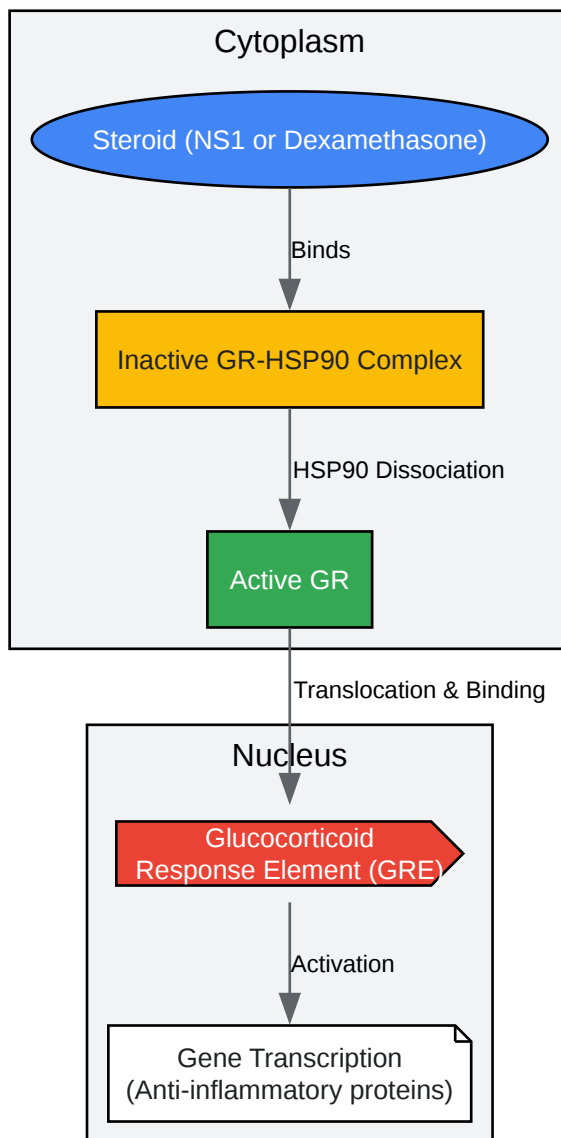 Cytoplasm
Steroid (NS1 or Dexamethasone)
Binds
Inactive GR-HSP90 Complex
HSP90 Dissociation
Active GR
Translocation & Binding
Nucleus
Glucocorticoid
Response Element (GRE)
Activation
Gene Transcription
(Anti-inflammatory proteins)